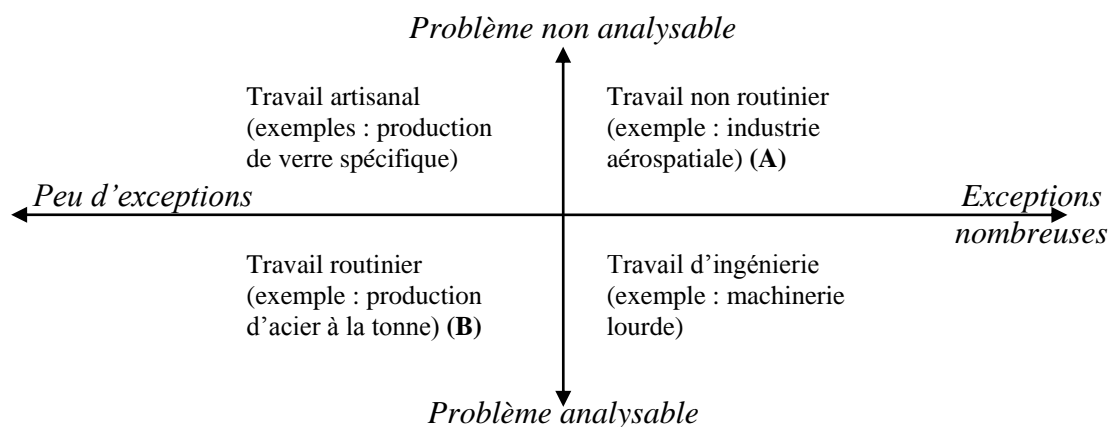 Problème non analysable
Travail artisanal
(exemples : production
de verre spécifique)
Travail non routinier
(exemple : industrie
aérospatiale) (A)
Peu d'exceptions
Exceptions
nombreuses
Travail routinier
(exemple : production
d'acier à la tonne) (B)
Travail d'ingénierie
(exemple : machinerie
lourde)
Problème analysable